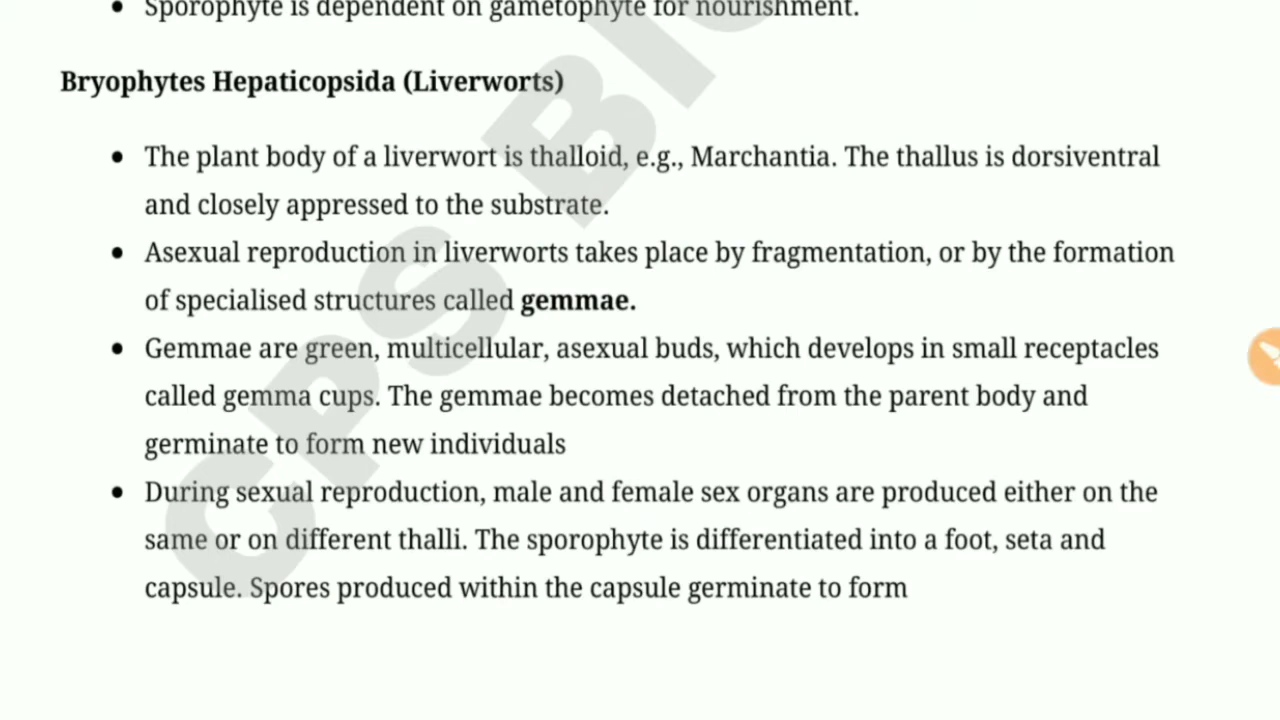 • Sporophyte is dependent on gametophyte for nourishment.
Bryophytes Hepaticopsida (Liverworts)
• The plant body of a liverwort is thalloid, e.g., Marchantia. The thallus is dorsiventral
and closely appressed to the substrate.
• Asexual reproduction in liverworts takes place by fragmentation, or by the formation
of specialised structures called gemmae.
• Gemmae are green, multicellular, asexual buds, which develops in small receptacles
called gemma cups. The gemmae becomes detached from the parent body and
germinate to form new individuals
• During sexual reproduction, male and female sex organs are produced either on the
same or on different thalli. The sporophyte is differentiated into a foot, seta and
capsule. Spores produced within the capsule germinate to form
CPS BIO